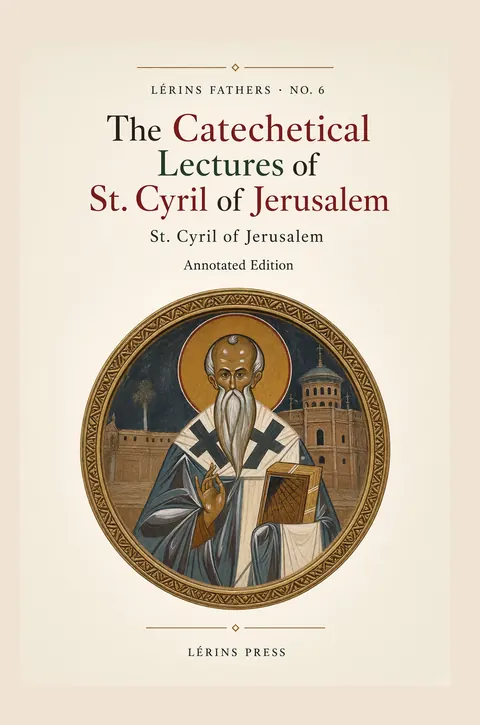 LÉRINS FATHERS · NO. 6
The Catechetical
Lectures of
St. Cyril of Jerusalem
St. Cyril of Jerusalem
Annotated Edition
LÉRINS PRESS